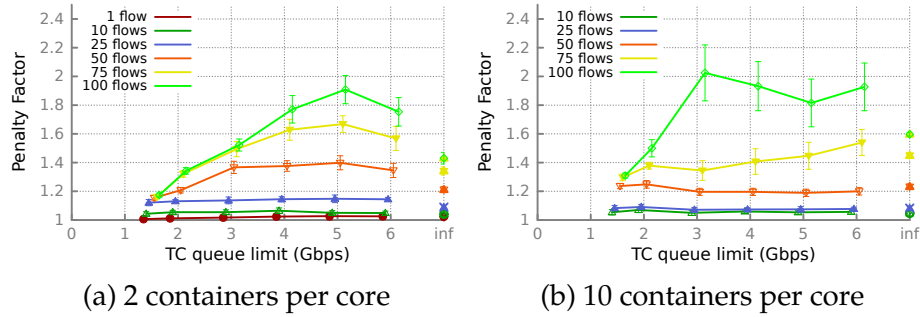 2.4
2.2
2
1.8
1.6
1.4
1.2
1
Penalty Factor
1 flow
10 flows
25 flows
50 flows
75 flows
100 flows
0 1 2 3 4 5 6 inf
TC queue limit (Gbps)
(a) 2 containers per core
2.4
2.2
2
1.8
1.6
1.4
1.2
1
Penalty Factor
10 flows
25 flows
50 flows
75 flows
100 flows
0 1 2 3 4 5 6 inf
TC queue limit (Gbps)
(b) 10 containers per core